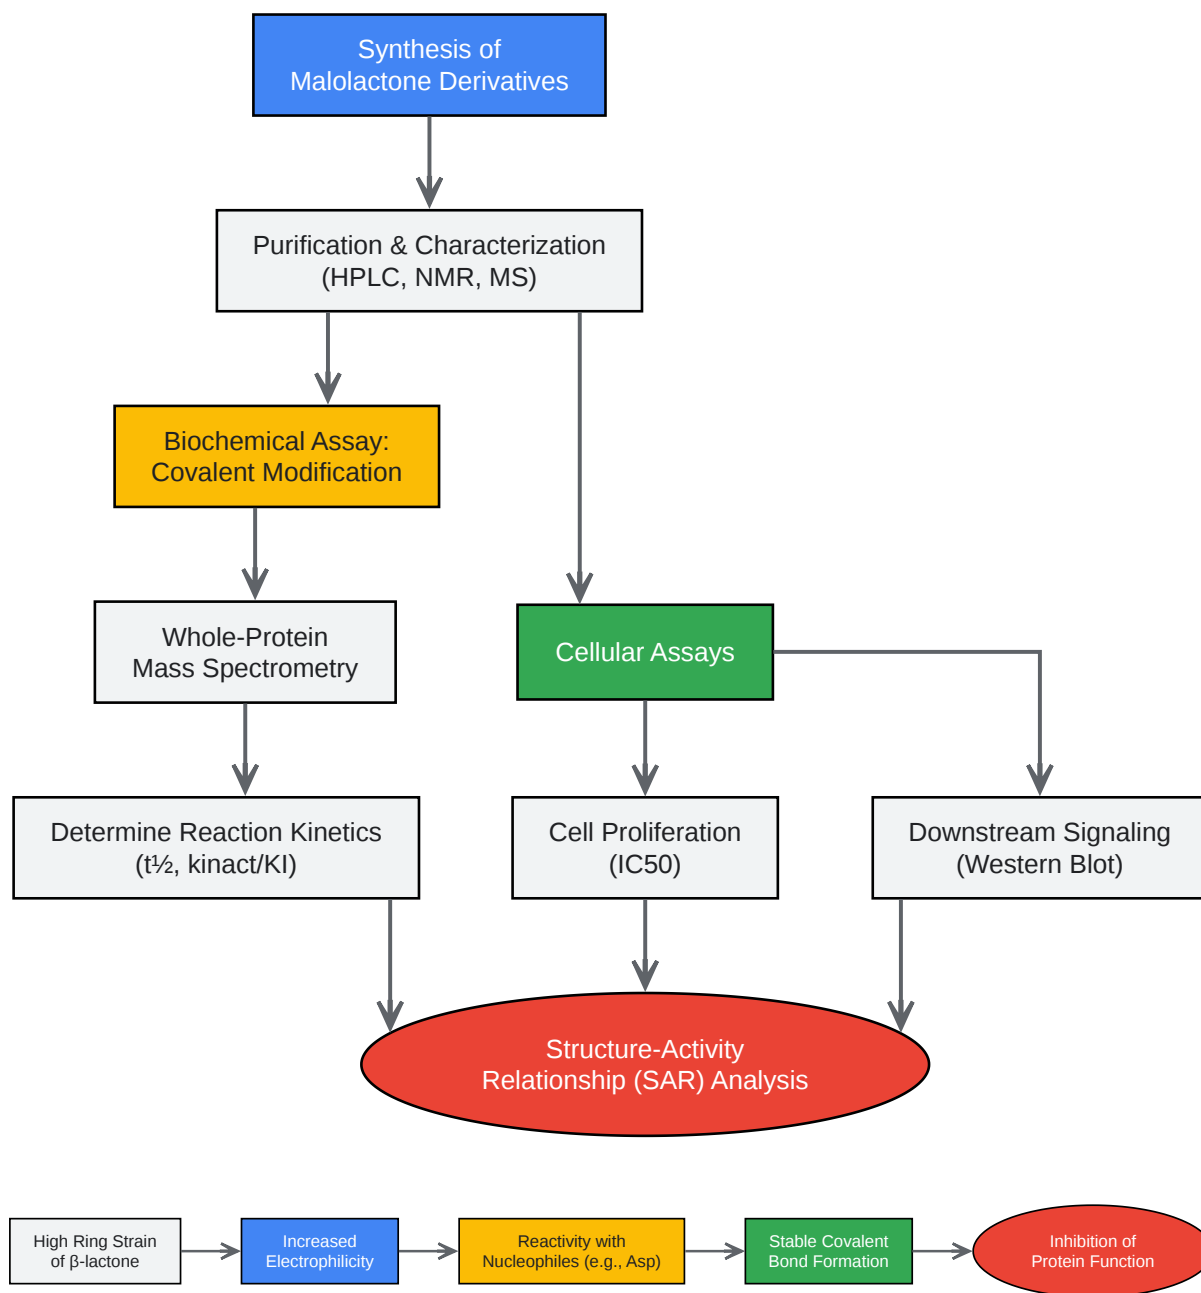 Synthesis of
Malolactone Derivatives
Purification & Characterization
(HPLC, NMR, MS)
Biochemical Assay:
Covalent Modification
Whole-Protein
Mass Spectrometry
Cellular Assays
Determine Reaction Kinetics
(t½, kinact/KI)
Cell Proliferation
(IC50)
Downstream Signaling
(Western Blot)
Structure-Activity
Relationship (SAR) Analysis
High Ring Strain
of β-lactone
Increased
Electrophilicity
Reactivity with
Nucleophiles (e.g., Asp)
Stable Covalent
Bond Formation
Inhibition of
Protein Function